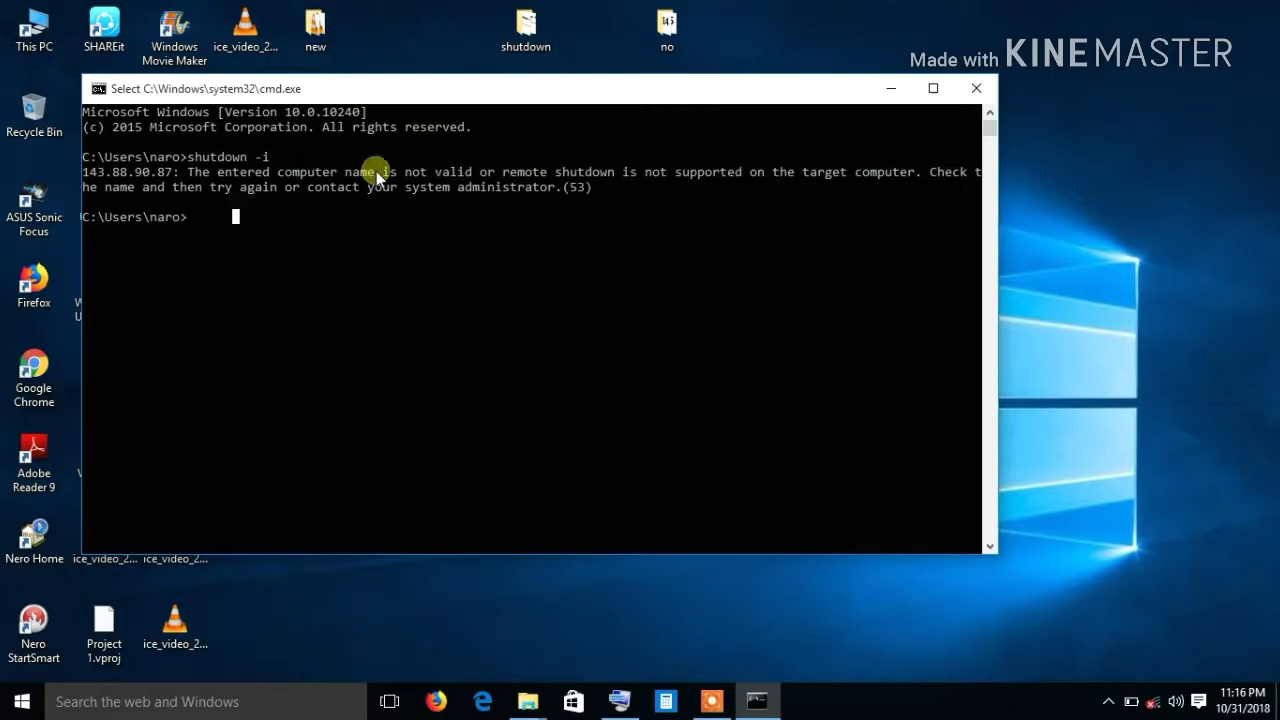 This PC
SHAREit
Windows
Movie Maker
ice_video_2...
new
shutdown
145
no
Made with KINEMASTER
Select C:\Windows\system32\cmd.exe
Microsoft Windows [Version 10.0.10240]
(c) 2015 Microsoft Corporation. All rights reserved.
C:\Users\naro>shutdown -i
143.88.90.87: The entered computer name is not valid or remote shutdown is not supported on the target computer. Check t
he name and then try again or contact your system administrator.(53)
C:\Users\naro>
Recycle Bin
ASUS Sonic
Focus
Firefox
Google
Chrome
Adobe
Reader 9
Nero Home
ice_video_2...
ice_video_2...
Nero
StartSmart
Project
1.vproj
ice_video_2...
Search the web and Windows
11:16 PM
10/31/2018